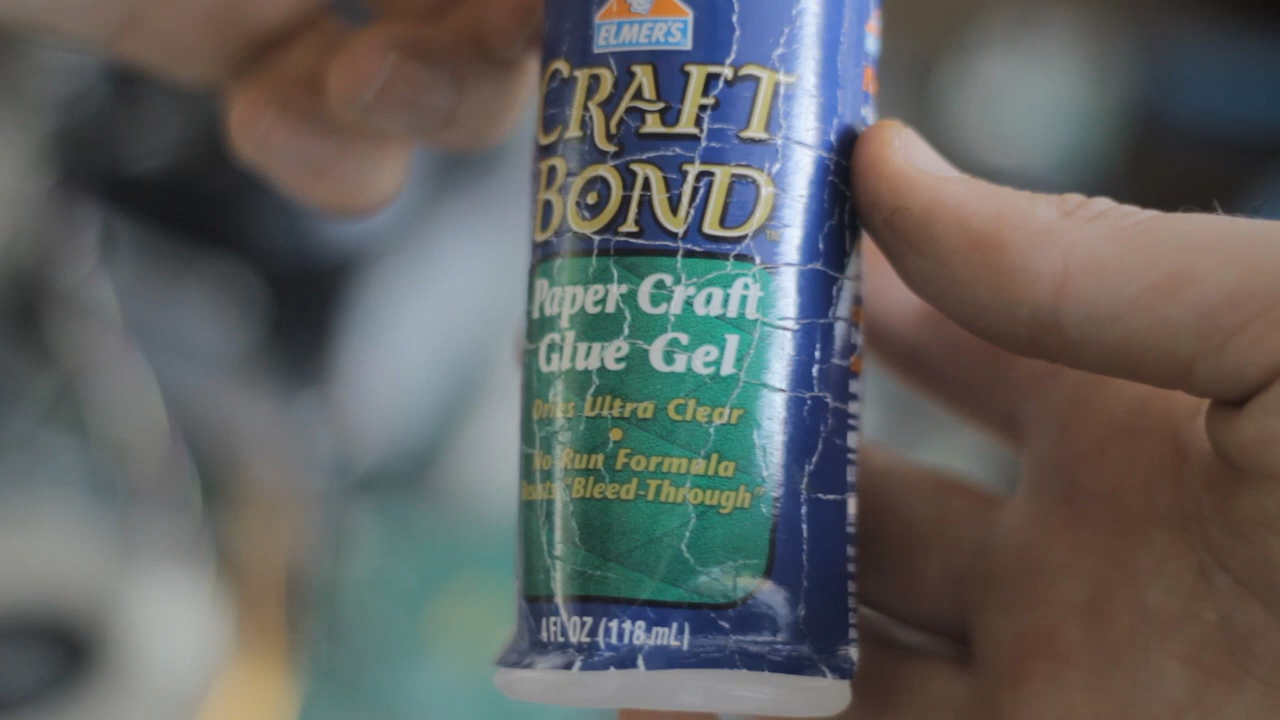 ELMER'S
CRAFT
BOND
TM
Paper Craft
Glue Gel
Dries Ultra Clear
•
No-Run Formula
"Bleed-Through"
4 FL OZ (118 mL)